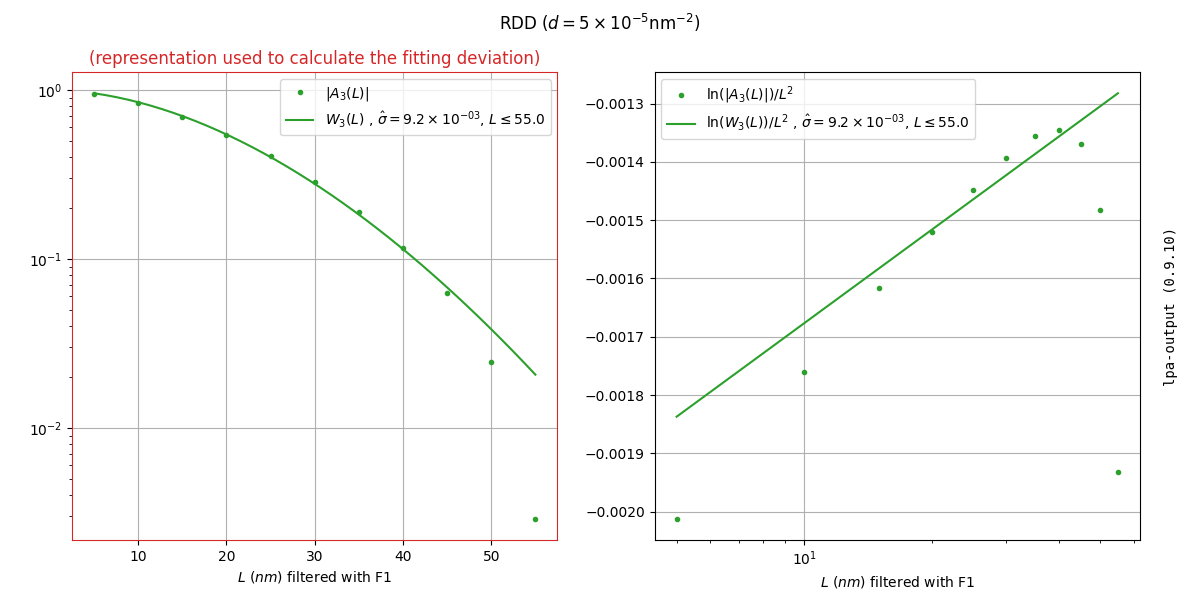 RDD (d = 5 × 10⁻⁵nm⁻²)
(representation used to calculate the fitting deviation)
|A₃(L)|
W₃(L) , σ̂ = 9.2 × 10⁻⁰³, L ≤ 55.0
10⁰
10⁻¹
10⁻²
10 20 30 40 50
L (nm) filtered with F1
ln(|A₃(L)|)/L²
ln(W₃(L))/L² , σ̂ = 9.2 × 10⁻⁰³, L ≤ 55.0
−0.0013
−0.0014
−0.0015
−0.0016
−0.0017
−0.0018
−0.0019
−0.0020
10¹
L (nm) filtered with F1
lpa-output (0.9.10)